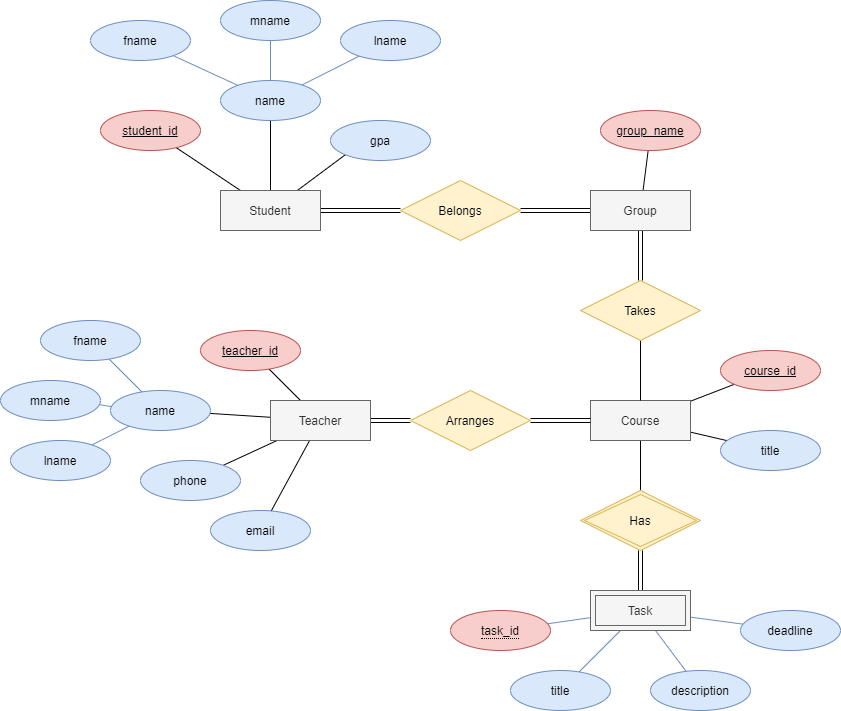 mname
fname
lname
name
student_id
gpa
group_name
Student
Belongs
Group
Takes
fname
teacher_id
mname
name
course_id
Teacher
Arranges
Course
lname
title
phone
email
Has
Task
task_id
deadline
title
description